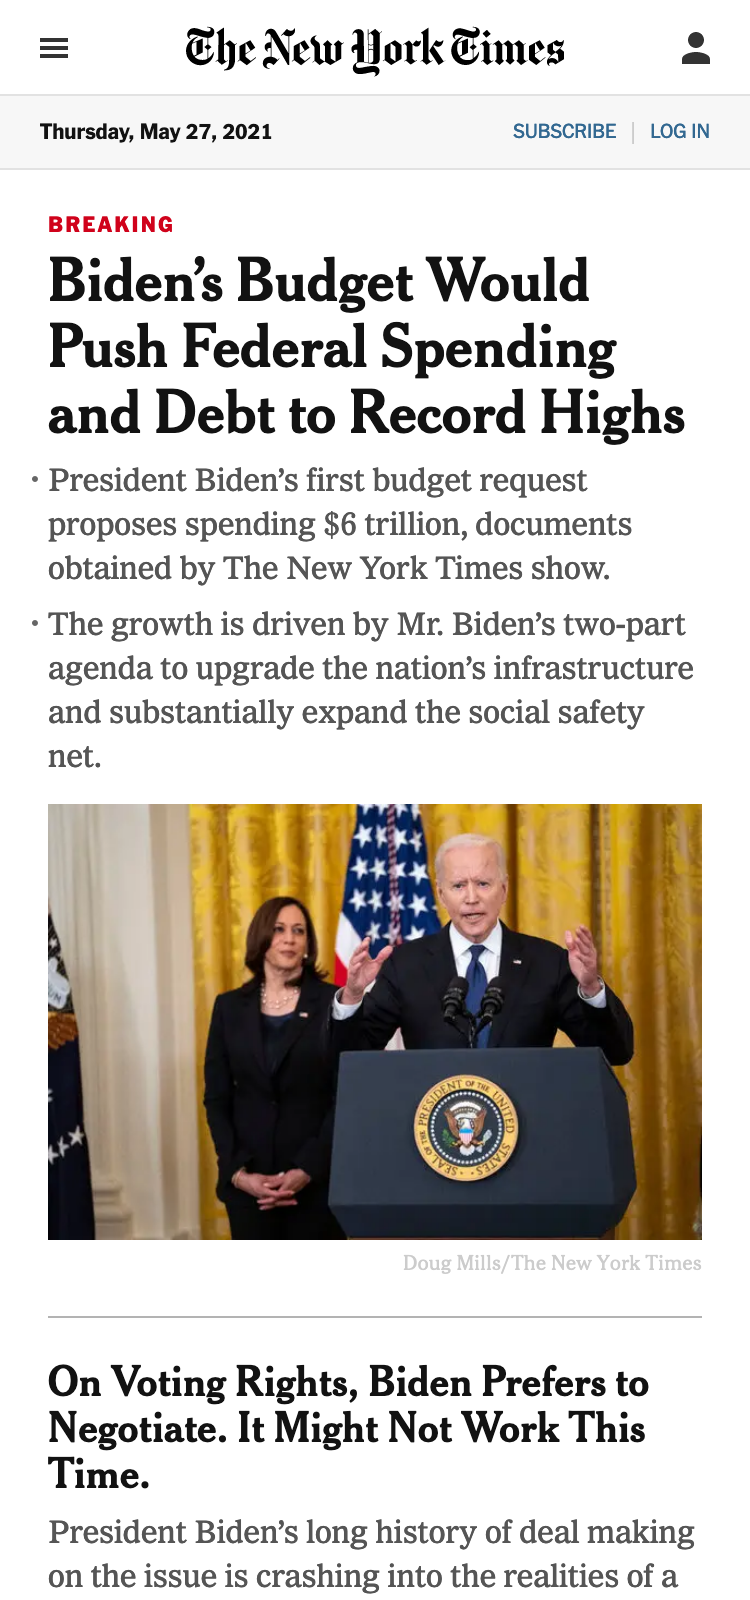 The New York Times
Thursday, May 27, 2021
SUBSCRIBE | LOG IN
BREAKING
Biden’s Budget Would
Push Federal Spending
and Debt to Record Highs
• President Biden’s first budget request
proposes spending $6 trillion, documents
obtained by The New York Times show.
• The growth is driven by Mr. Biden’s two-part
agenda to upgrade the nation’s infrastructure
and substantially expand the social safety
net.
SEAL OF THE PRESIDENT OF THE UNITED STATES
Doug Mills/The New York Times
On Voting Rights, Biden Prefers to
Negotiate. It Might Not Work This
Time.
President Biden’s long history of deal making
on the issue is crashing into the realities of a